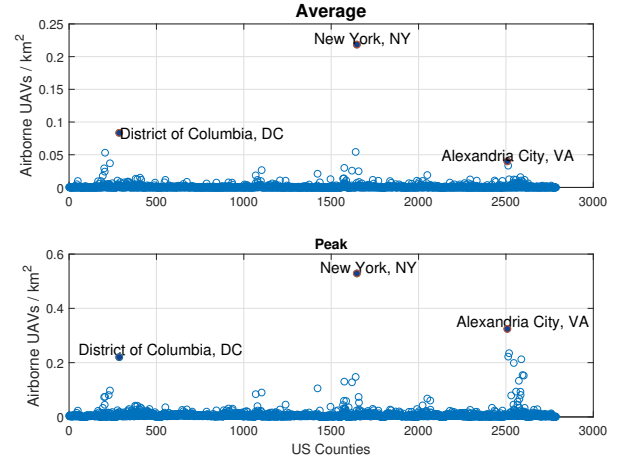 Average
0.25
0.2
0.15
0.1
0.05
0
Airborne UAVs / km²
New York, NY
District of Columbia, DC
Alexandria City, VA
0 500 1000 1500 2000 2500 3000
Peak
0.6
0.4
0.2
0
Airborne UAVs / km²
New York, NY
Alexandria City, VA
District of Columbia, DC
0 500 1000 1500 2000 2500 3000
US Counties